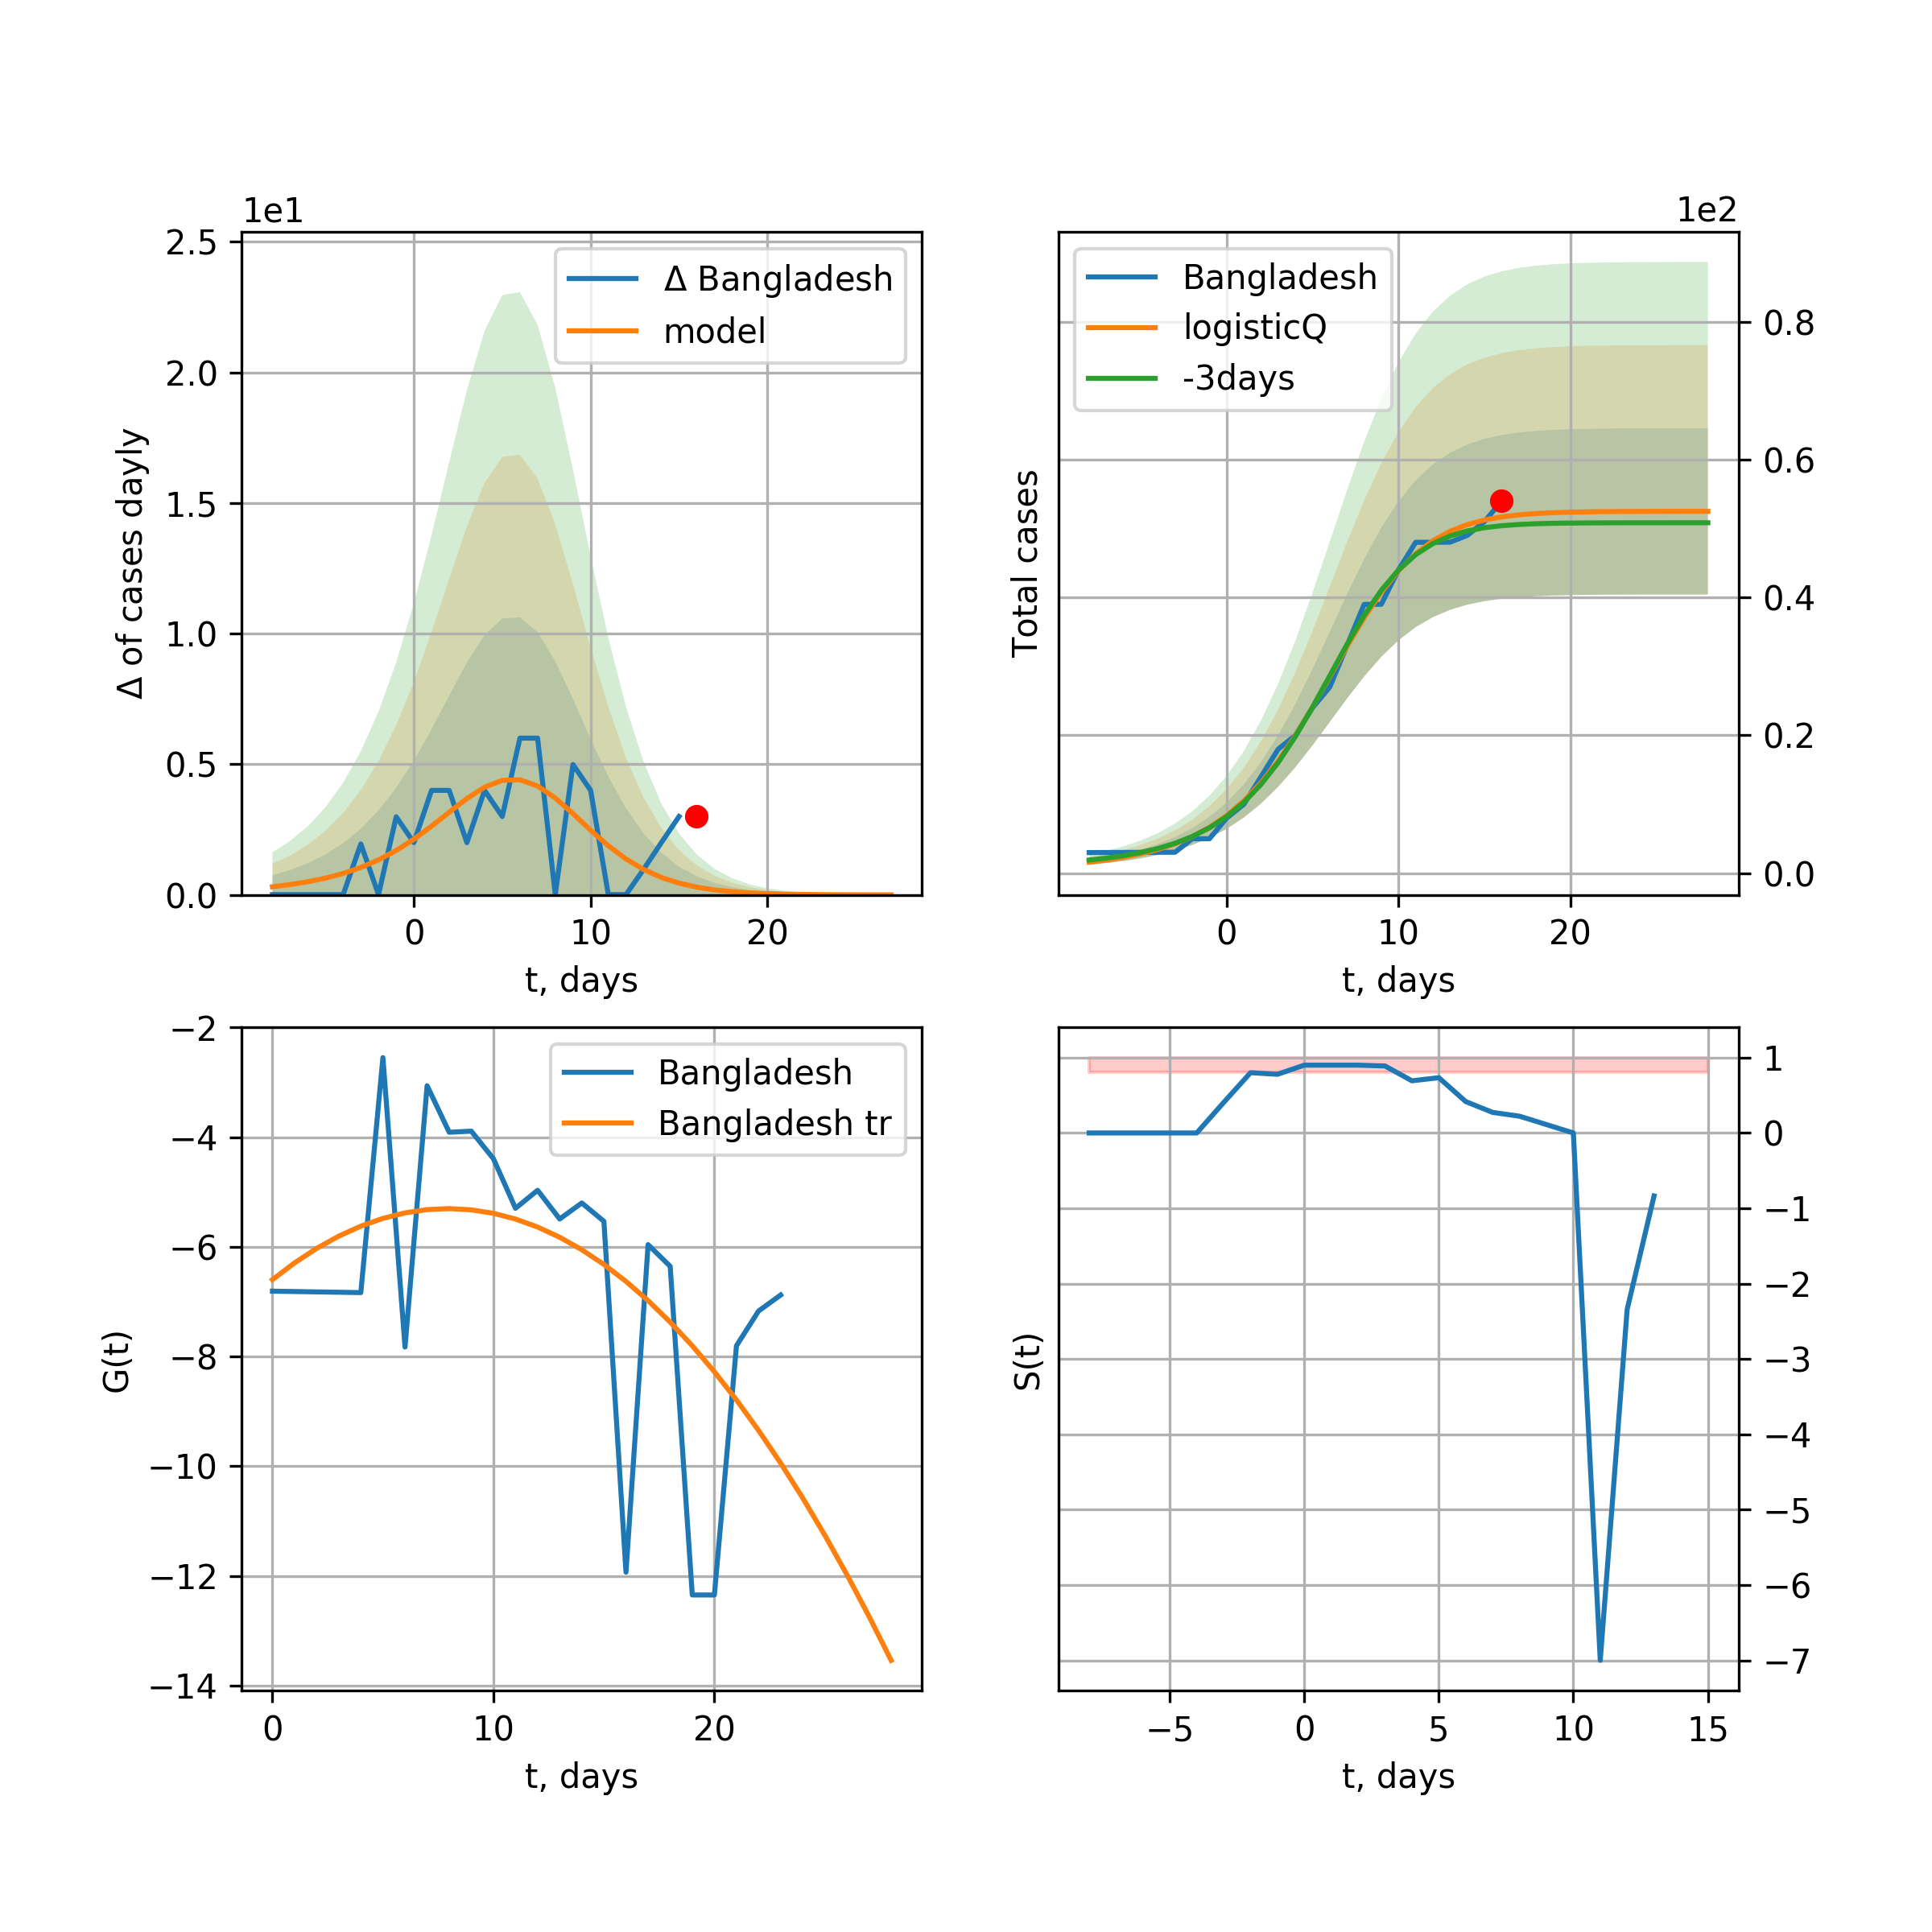 1e1
2.5
2.0
1.5
1.0
0.5
0.0
Δ of cases dayly
Δ Bangladesh
model
0 10 20
t, days
1e2
Bangladesh
logisticQ
-3days
Total cases
0.8
0.6
0.4
0.2
0.0
0 10 20
t, days
−2
−4
−6
−8
−10
−12
−14
G(t)
Bangladesh
Bangladesh tr
0 10 20
t, days
S(t)
1
0
−1
−2
−3
−4
−5
−6
−7
−5 0 5 10 15
t, days